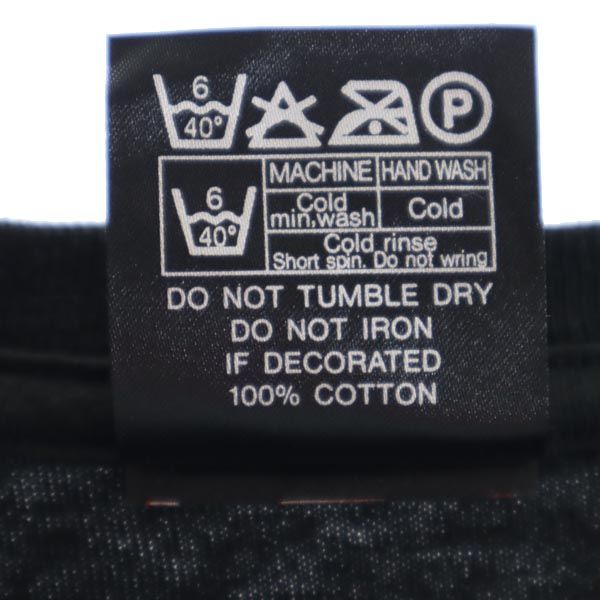 6 40° P
MACHINE HAND WASH
6 40° Cold min.wash Cold
Cold rinse
Short spin. Do not wring
DO NOT TUMBLE DRY
DO NOT IRON
IF DECORATED
100% COTTON